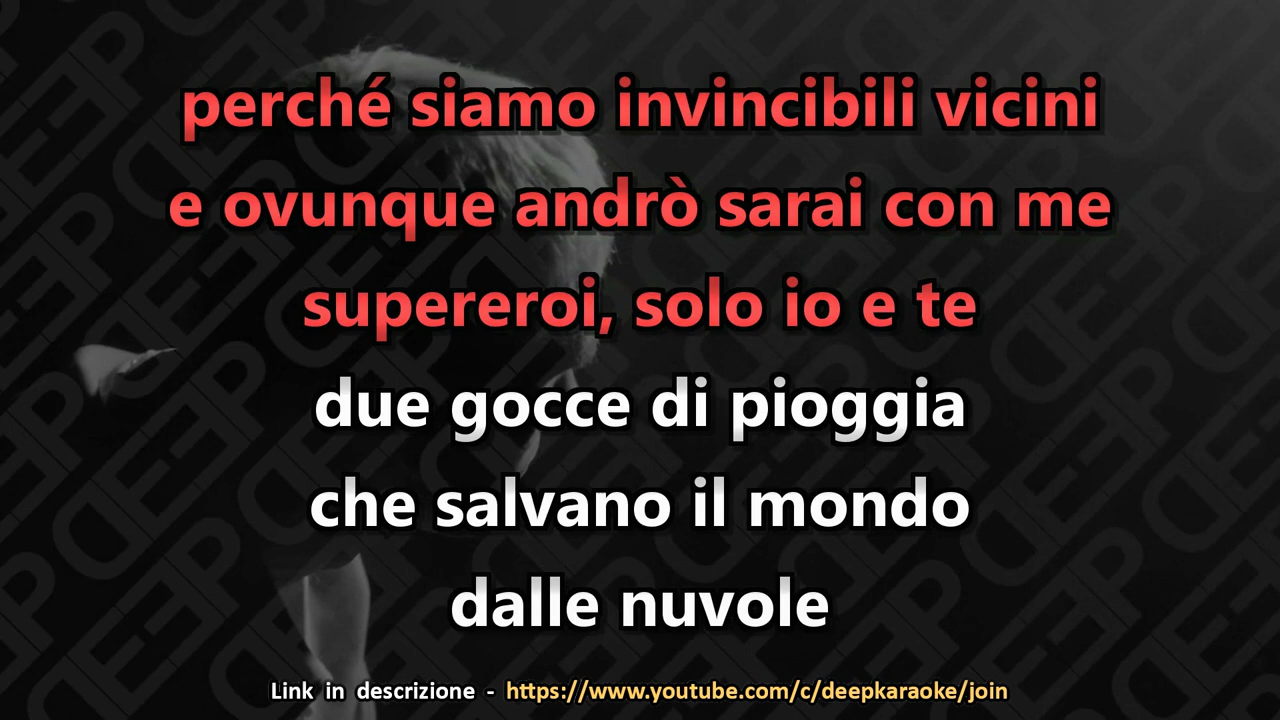 perché siamo invincibili vicini
e ovunque andrò sarai con me
supereroi, solo io e te
due gocce di pioggia
che salvano il mondo
dalle nuvole
Link in descrizione - https://www.youtube.com/c/deepkaraoke/join